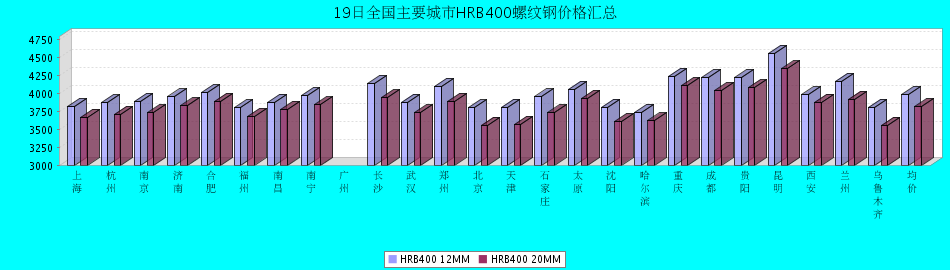 19日全国主要城市HRB400螺纹钢价格汇总
4750
4500
4250
4000
3750
3500
3250
3000
上海 杭州 南京 济南 合肥 福州 南昌 南宁 广州 长沙 武汉 郑州 北京 天津 石家庄 太原 沈阳 哈尔滨 重庆 成都 贵阳 昆明 西安 兰州 乌鲁木齐 均价
HRB400 12MM HRB400 20MM